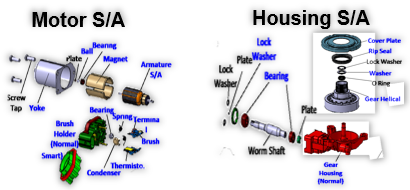 Motor S/A
Housing S/A
Plate
Ball
Bearing
Magnet
Armature
S/A
Screw
Tap
Yoke
Brush
Holder
(Normal)
Smart)
Bearing
Spring
Termina
l
Brush
Condenser
Thermisto.
Lock
Washer
Plate
Lock
Washer
Bearing
Plate
Worm Shaft
Cover Plate
Rip Seal
Lock Washer
Washer
O Ring
Gear Helical
Gear
Housing
(Normal)